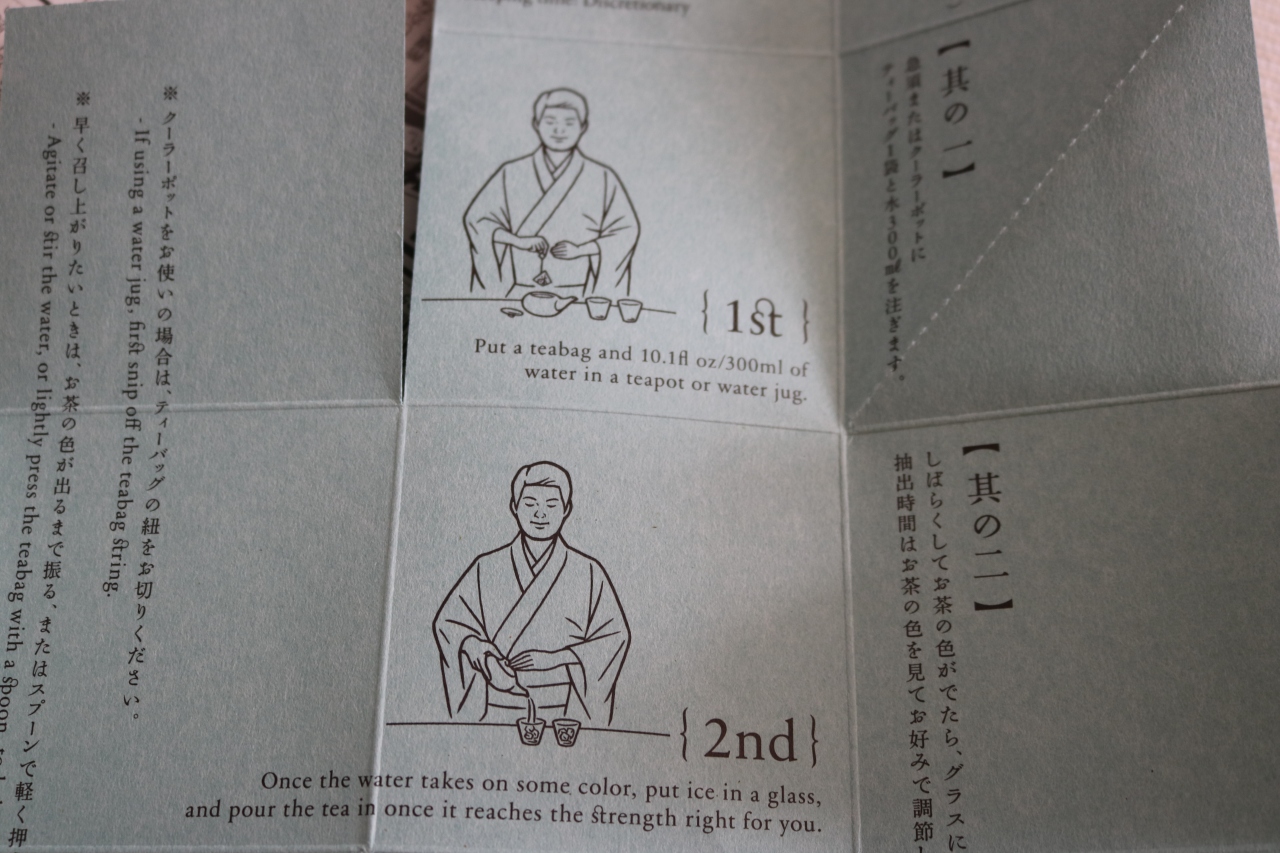 Discretionary
{ 1st }
Put a teabag and 10.1fl oz/300ml of
water in a teapot or water jug.
{ 2nd }
Once the water takes on some color, put ice in a glass,
and pour the tea in once it reaches the strength right for you.
【其の一】
急須またはクーラーポットに
ティーバッグ1袋と水300mlを注ぎます。
【其の二】
しばらくしてお茶の色がでたら、グラスに
抽出時間はお茶の色を見てお好みで調節
※ クーラーポットをお使いの場合は、ティーバッグの紐をお切りください。
- If using a water jug, first snip off the teabag string.
※ 早く召し上がりたいときは、お茶の色が出るまで振る、またはスプーンで軽く押
- Agitate or stir the water, or lightly press the teabag with a spoon